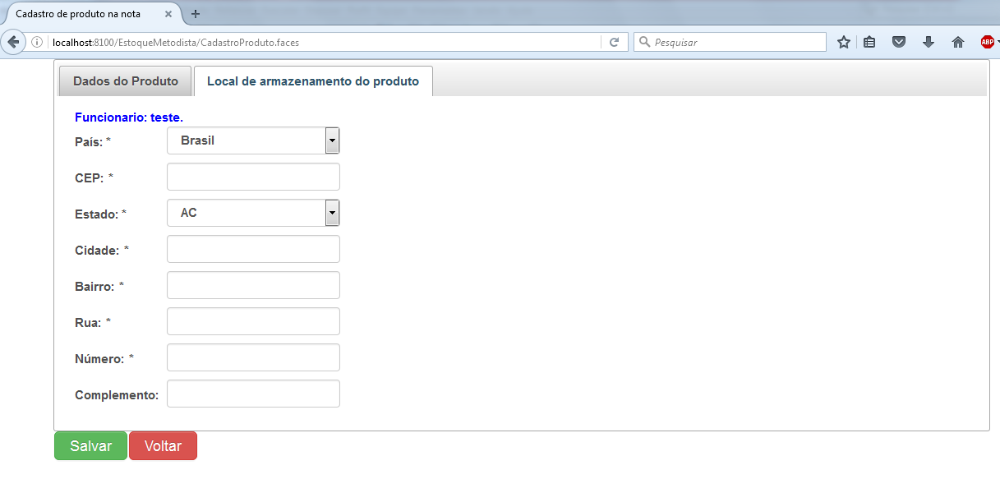 Cadastro de produto na nota
localhost:8100/EstoqueMetodista/CadastroProduto.faces
Pesquisar
ABP
Dados do Produto
Local de armazenamento do produto
Funcionario: teste.
País: *
Brasil
CEP: *
Estado: *
AC
Cidade: *
Bairro: *
Rua: *
Número: *
Complemento:
Salvar
Voltar